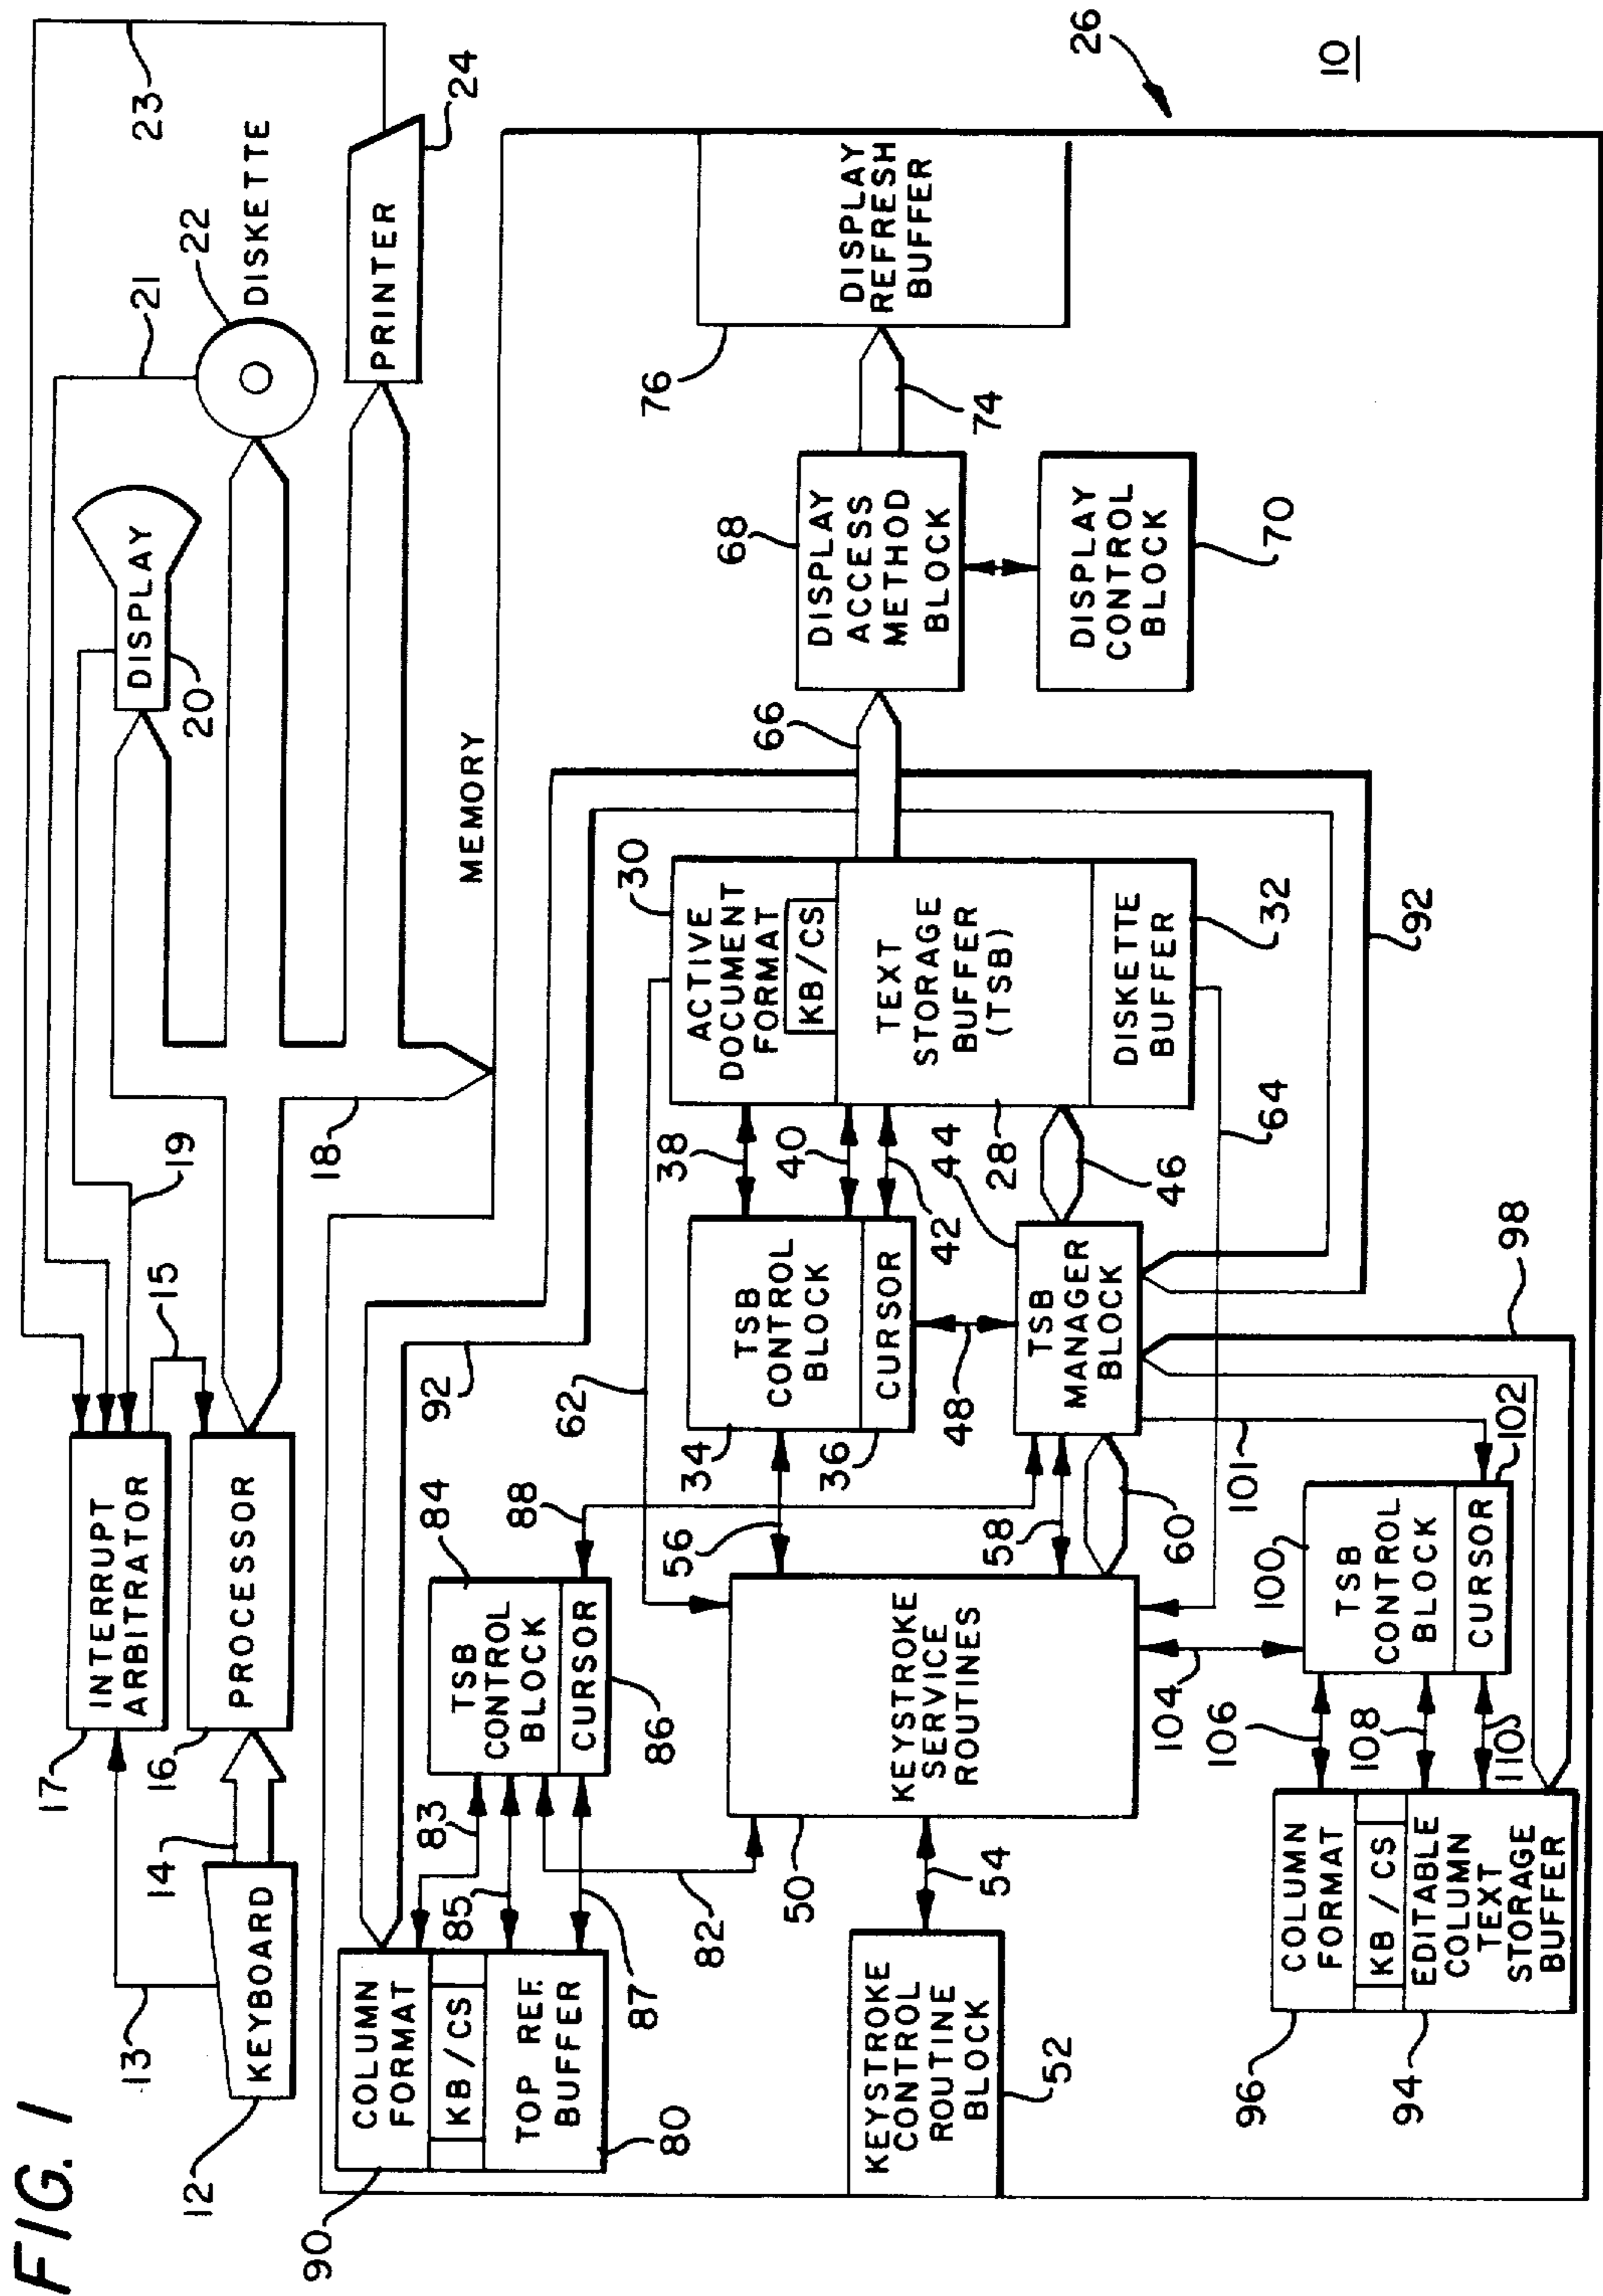 FIG. 1
10
26
12
KEYBOARD
13
14
15
16
PROCESSOR
17
INTERRUPT
ARBITRATOR
18
19
20
DISPLAY
21
22
DISKETTE
23
24
PRINTER
MEMORY
90
COLUMN
FORMAT
KB/CS
TOP REF.
BUFFER
80
83
85
87
82
84
TSB
CONTROL
BLOCK
CURSOR
86
88
92
62
34
TSB
CONTROL
BLOCK
CURSOR
36
38
40
42
30
ACTIVE
DOCUMENT
FORMAT
KB/CS
TEXT
STORAGE
BUFFER
(TSB)
28
DISKETTE
BUFFER
32
66
68
DISPLAY
ACCESS
METHOD
BLOCK
DISPLAY
CONTROL
BLOCK
70
74
76
DISPLAY
REFRESH
BUFFER
KEYSTROKE
CONTROL
ROUTINE
BLOCK
52
54
50
KEYSTROKE
SERVICE
ROUTINES
56
58
60
48
44
TSB
MANAGER
BLOCK
46
64
92
98
96
COLUMN
FORMAT
KB/CS
EDITABLE
COLUMN
TEXT
STORAGE
BUFFER
94
104
106
108
110
100
TSB
CONTROL
BLOCK
CURSOR
102
101